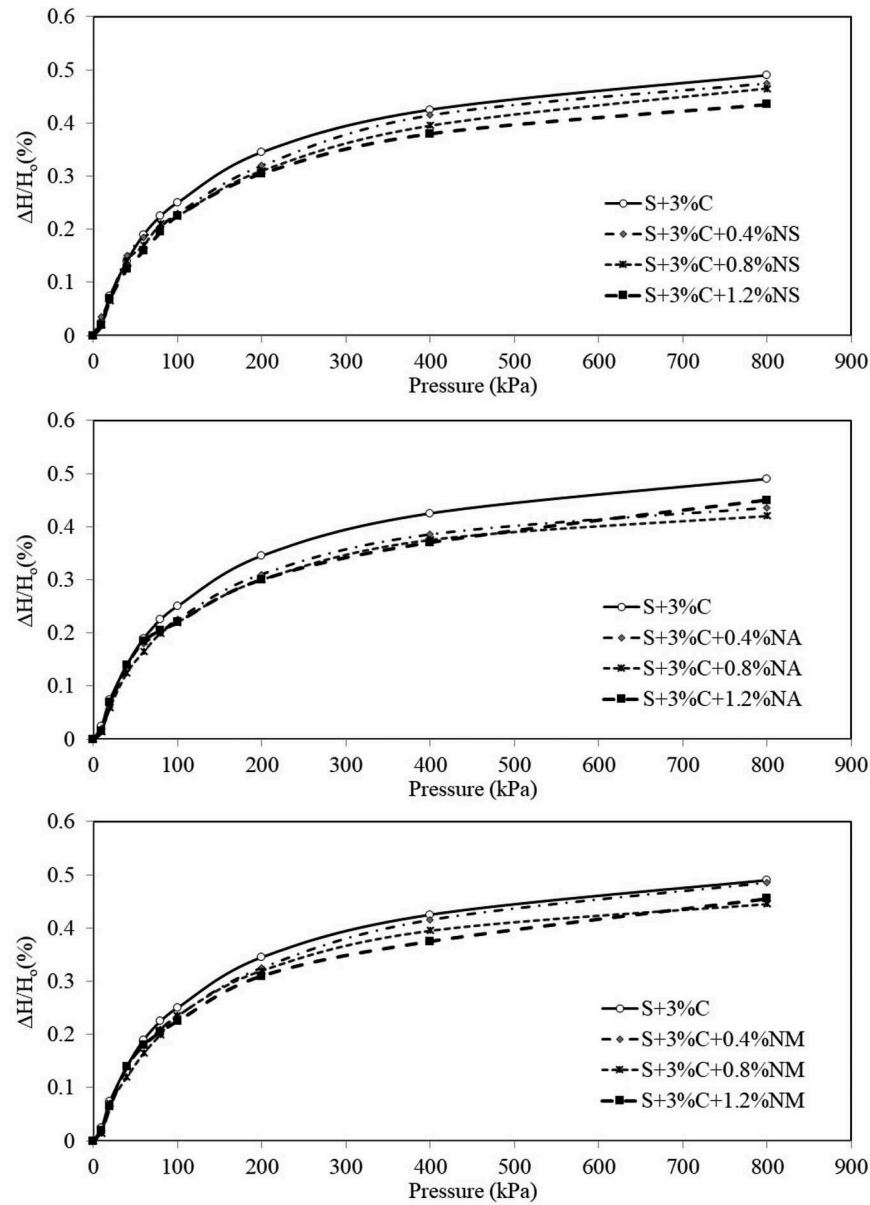 0.6
0.5
0.4
0.3
0.2
0.1
0
ΔH/Hₒ(%)
S+3%C
S+3%C+0.4%NS
S+3%C+0.8%NS
S+3%C+1.2%NS
0 100 200 300 400 500 600 700 800 900
Pressure (kPa)
0.6
0.5
0.4
0.3
0.2
0.1
0
ΔH/Hₒ(%)
S+3%C
S+3%C+0.4%NA
S+3%C+0.8%NA
S+3%C+1.2%NA
0 100 200 300 400 500 600 700 800 900
Pressure (kPa)
0.6
0.5
0.4
0.3
0.2
0.1
0
ΔH/Hₒ(%)
S+3%C
S+3%C+0.4%NM
S+3%C+0.8%NM
S+3%C+1.2%NM
0 100 200 300 400 500 600 700 800 900
Pressure (kPa)